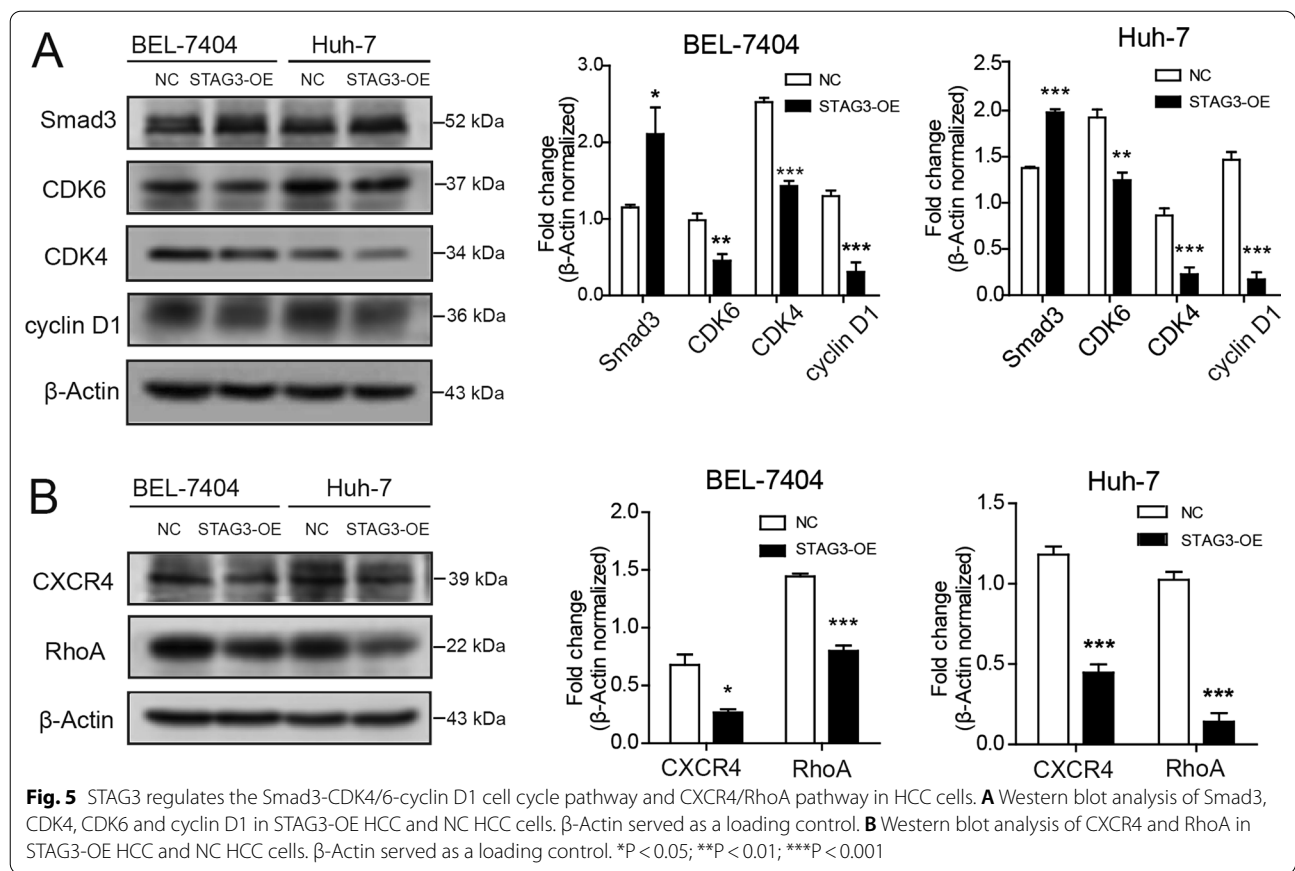 A
BEL-7404 Huh-7
NC STAG3-OE NC STAG3-OE
Smad3 52 kDa
CDK6 37 kDa
CDK4 34 kDa
cyclin D1 36 kDa
β-Actin 43 kDa
BEL-7404
NC
STAG3-OE
Fold change
(β-Actin normalized)
3.0
2.0
1.0
0.0
*
**
***
***
Smad3 CDK6 CDK4 cyclin D1
Huh-7
NC
STAG3-OE
Fold change
(β-Actin normalized)
2.5
2.0
1.5
1.0
0.5
0.0
***
**
***
***
Smad3 CDK6 CDK4 cyclin D1
B
BEL-7404 Huh-7
NC STAG3-OE NC STAG3-OE
CXCR4 39 kDa
RhoA 22 kDa
β-Actin 43 kDa
BEL-7404
NC
STAG3-OE
Fold change
(β-Actin normalized)
2.0
1.5
1.0
0.5
0.0
*
***
CXCR4 RhoA
Huh-7
NC
STAG3-OE
Fold change
(β-Actin normalized)
1.5
1.0
0.5
0.0
***
***
CXCR4 RhoA
Fig. 5 STAG3 regulates the Smad3-CDK4/6-cyclin D1 cell cycle pathway and CXCR4/RhoA pathway in HCC cells. A Western blot analysis of Smad3,
CDK4, CDK6 and cyclin D1 in STAG3-OE HCC and NC HCC cells. β-Actin served as a loading control. B Western blot analysis of CXCR4 and RhoA in
STAG3-OE HCC and NC HCC cells. β-Actin served as a loading control. *P < 0.05; **P < 0.01; ***P < 0.001